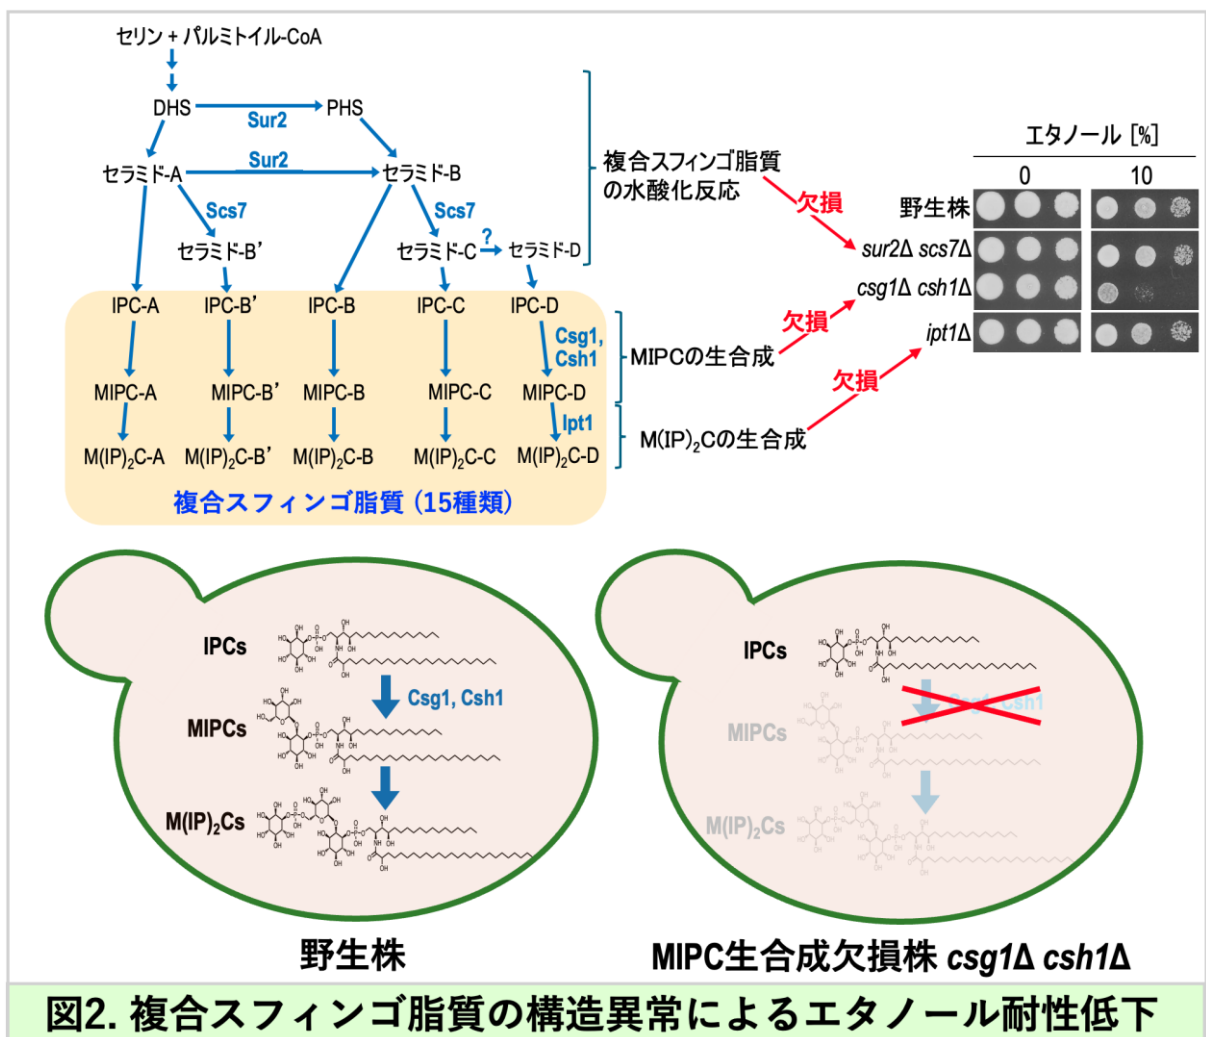 セリン + パルミトイル-CoA
DHS
PHS
Sur2
セラミド-A
Sur2
セラミド-B
Scs7
Scs7
セラミド-B’
セラミド-C
?
セラミド-D
IPC-A
IPC-B’
IPC-B
IPC-C
IPC-D
Csg1,
Csh1
MIPC-A
MIPC-B’
MIPC-B
MIPC-C
MIPC-D
Ipt1
M(IP)₂C-A
M(IP)₂C-B’
M(IP)₂C-B
M(IP)₂C-C
M(IP)₂C-D
複合スフィンゴ脂質 (15種類)
複合スフィンゴ脂質
の水酸化反応
MIPCの生合成
M(IP)₂Cの生合成
欠損
欠損
欠損
エタノール [%]
0
10
野生株
sur2Δ scs7Δ
csg1Δ csh1Δ
ipt1Δ
IPCs
Csg1, Csh1
MIPCs
M(IP)₂Cs
野生株
IPCs
Csg1, Csh1
MIPCs
M(IP)₂Cs
MIPC生合成欠損株 csg1Δ csh1Δ
図2. 複合スフィンゴ脂質の構造異常によるエタノール耐性低下